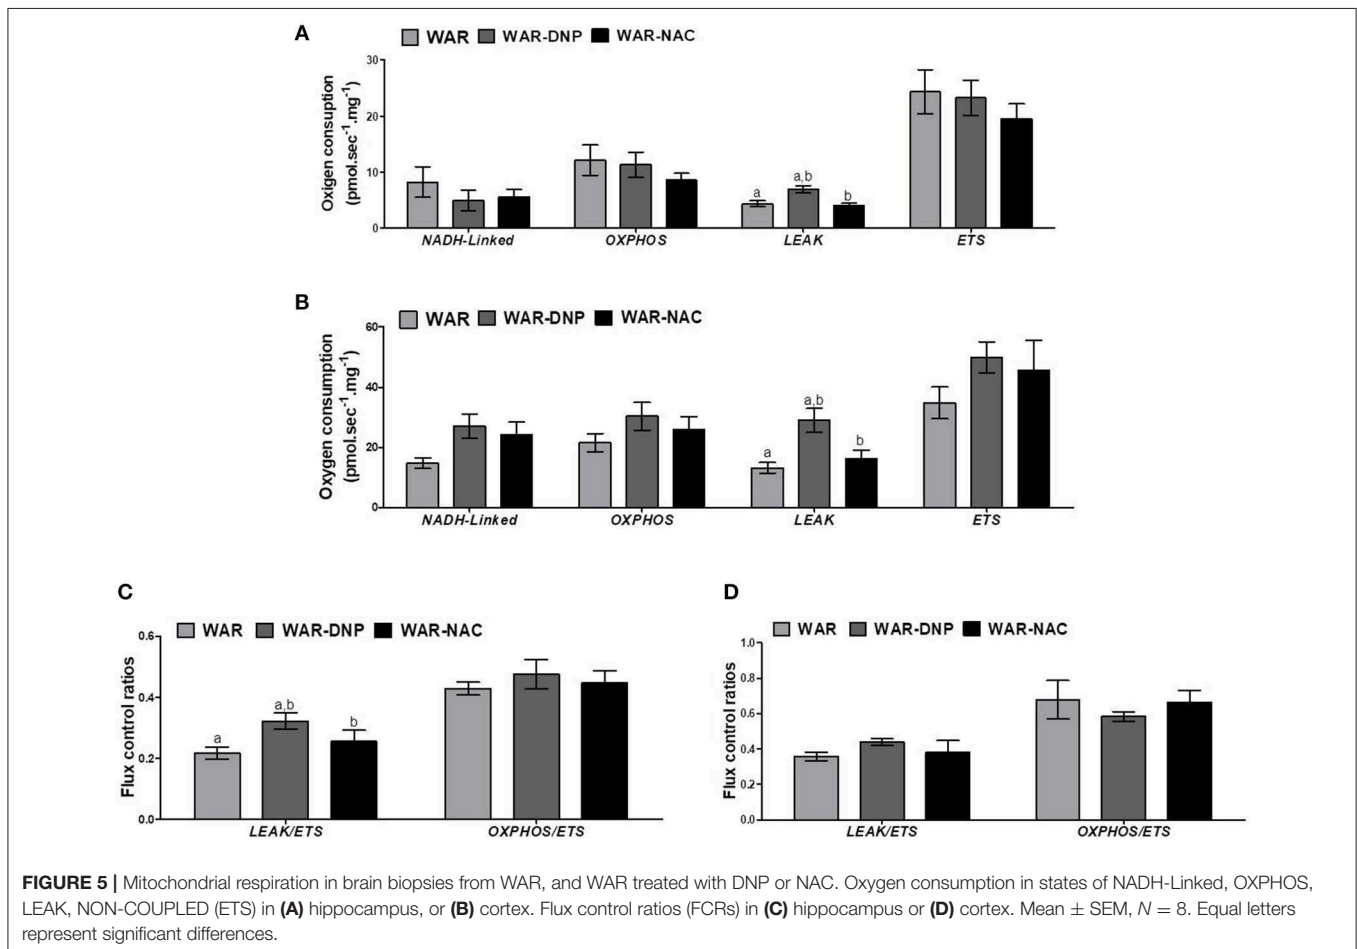 A
WAR WAR-DNP WAR-NAC
Oxigen consuption
(pmol.sec⁻¹.mg⁻¹)
30
20
10
0
a
a,b
b
NADH-Linked OXPHOS LEAK ETS
B
WAR WAR-DNP WAR-NAC
Oxygen consumption
(pmol.sec⁻¹.mg⁻¹)
60
40
20
0
a
a,b
b
NADH-Linked OXPHOS LEAK ETS
C
WAR WAR-DNP WAR-NAC
Flux control ratios
0.6
0.4
0.2
0.0
a
a,b
b
LEAK/ETS OXPHOS/ETS
D
WAR WAR-DNP WAR-NAC
Flux control ratios
1.0
0.8
0.6
0.4
0.2
0.0
LEAK/ETS OXPHOS/ETS
FIGURE 5 | Mitochondrial respiration in brain biopsies from WAR, and WAR treated with DNP or NAC. Oxygen consumption in states of NADH-Linked, OXPHOS,
LEAK, NON-COUPLED (ETS) in (A) hippocampus, or (B) cortex. Flux control ratios (FCRs) in (C) hippocampus or (D) cortex. Mean ± SEM, N = 8. Equal letters
represent significant differences.